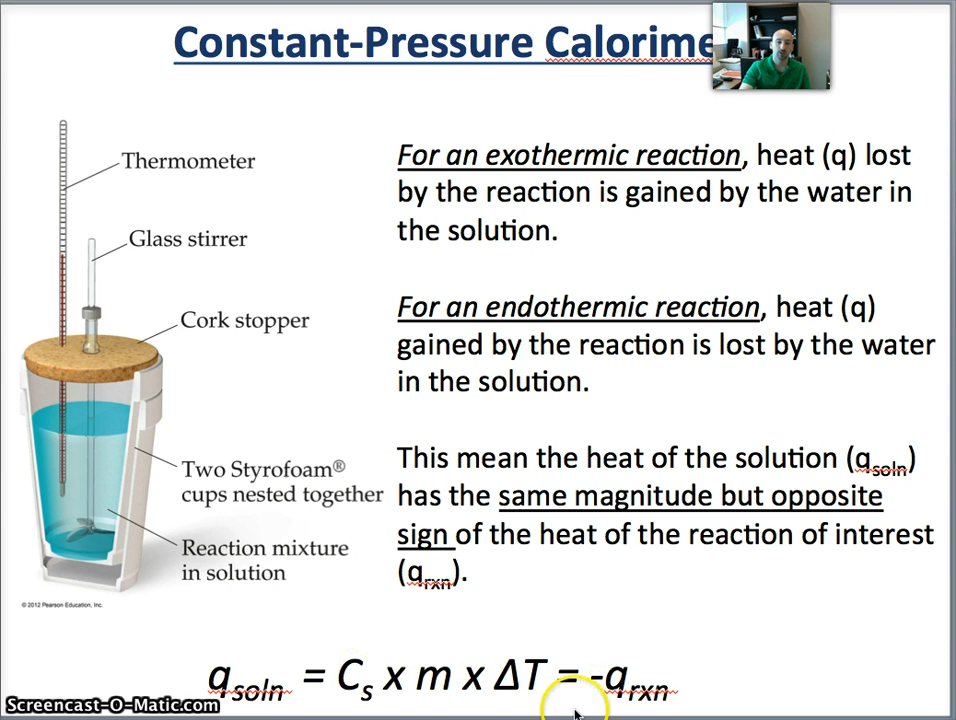 Constant-Pressure Calorime
Thermometer
Glass stirrer
Cork stopper
Two Styrofoam®
cups nested together
Reaction mixture
in solution
© 2012 Pearson Education, Inc.
For an exothermic reaction, heat (q) lost
by the reaction is gained by the water in
the solution.
For an endothermic reaction, heat (q)
gained by the reaction is lost by the water
in the solution.
This mean the heat of the solution (qsoln)
has the same magnitude but opposite
sign of the heat of the reaction of interest
(qrxn).
qsoln = Cs x m x ΔT = -qrxn
Screencast-O-Matic.com